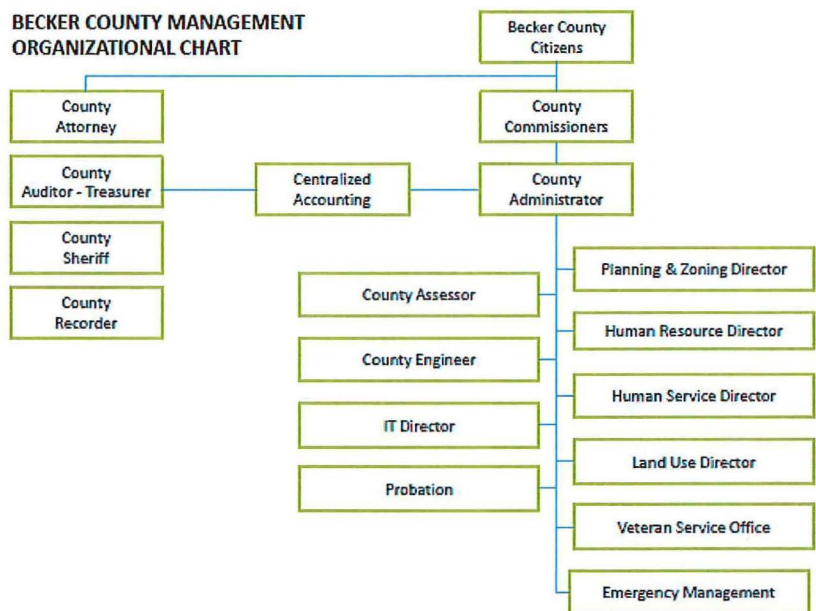 BECKER COUNTY MANAGEMENT
ORGANIZATIONAL CHART
Becker County
Citizens
County
Attorney
County
Commissioners
County
Auditor - Treasurer
Centralized
Accounting
County
Administrator
County
Sheriff
County
Recorder
Planning & Zoning Director
County Assessor
Human Resource Director
County Engineer
Human Service Director
IT Director
Land Use Director
Probation
Veteran Service Office
Emergency Management